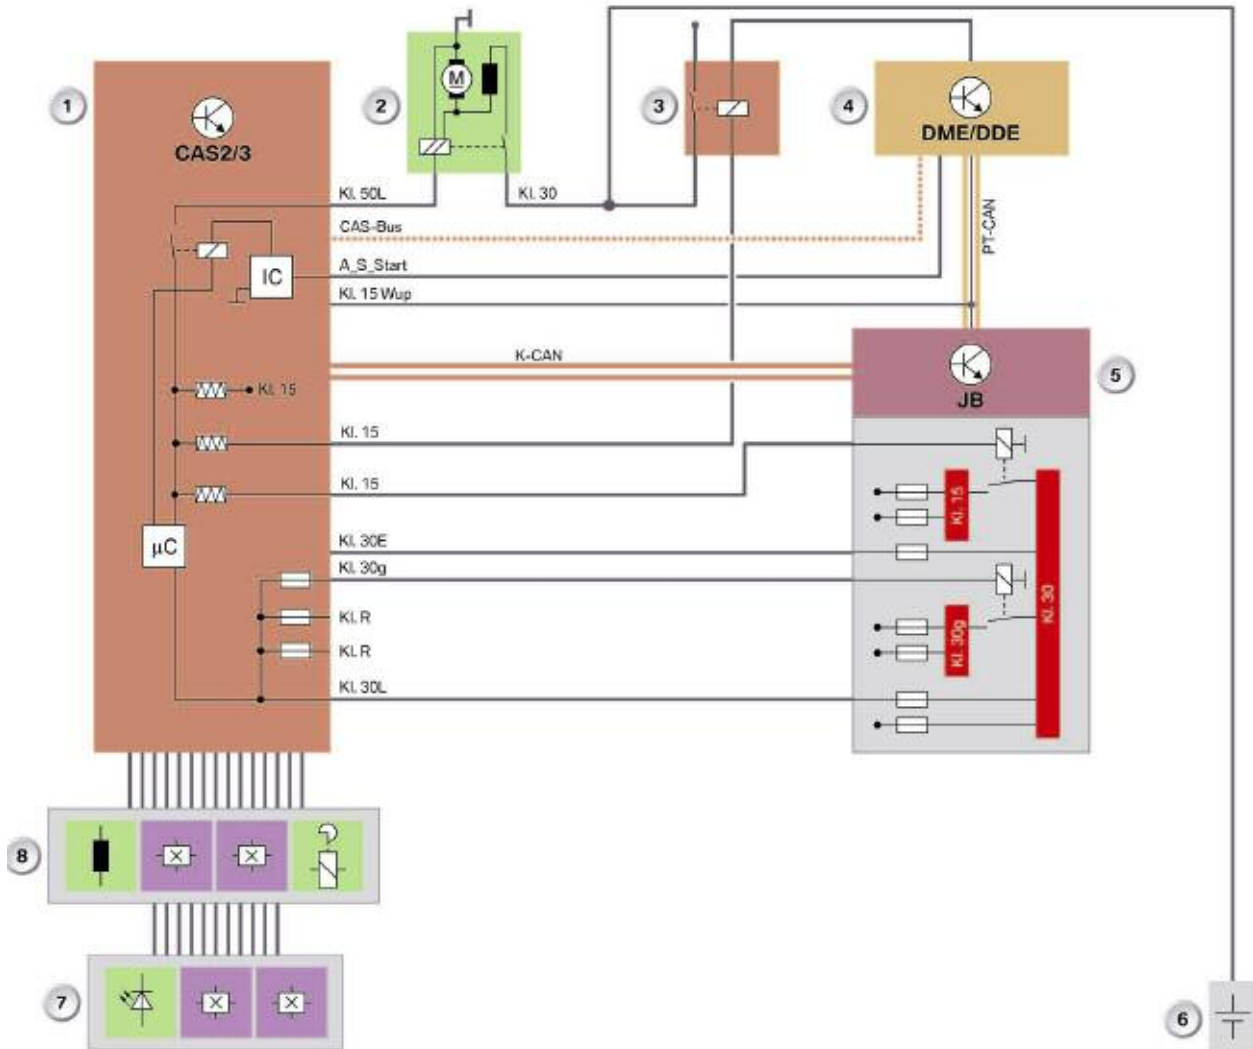 1
CAS2/3
2
M
3
4
DME/DDE
Kl. 50L
Kl. 30
CAS-Bus
PT-CAN
IC
A_S_Start
Kl. 15 Wup
K-CAN
JB
5
Kl. 15
Kl. 15
Kl. 15
Kl. 15
µC
Kl. 30E
Kl. 30g
Kl. R
Kl. R
Kl. 30g
Kl. 30
Kl. 30L
8
7
6